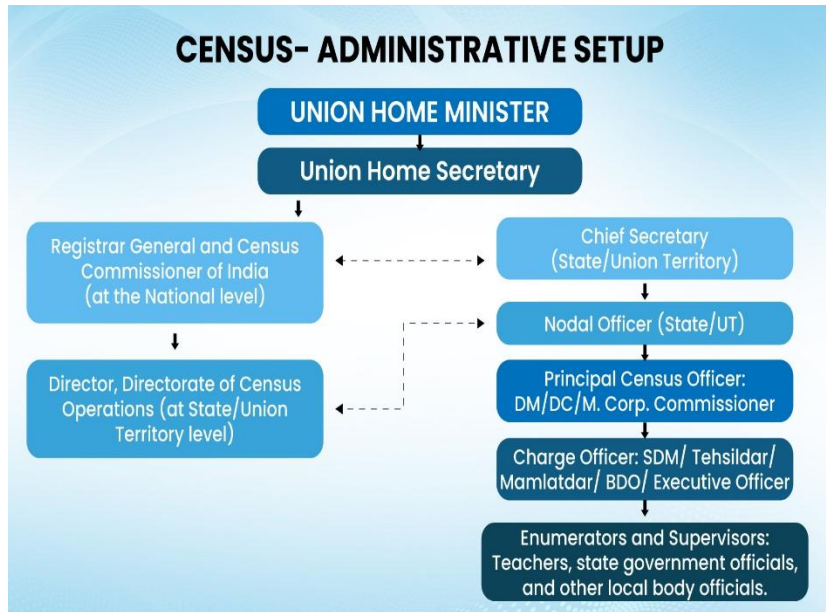 CENSUS- ADMINISTRATIVE SETUP
UNION HOME MINISTER
Union Home Secretary
Registrar General and Census
Commissioner of India
(at the National level)
Director, Directorate of Census
Operations (at State/Union
Territory level)
Chief Secretary
(State/Union Territory)
Nodal Officer (State/UT)
Principal Census Officer:
DM/DC/M. Corp. Commissioner
Charge Officer: SDM/ Tehsildar/
Mamlatdar/ BDO/ Executive Officer
Enumerators and Supervisors:
Teachers, state government officials,
and other local body officials.